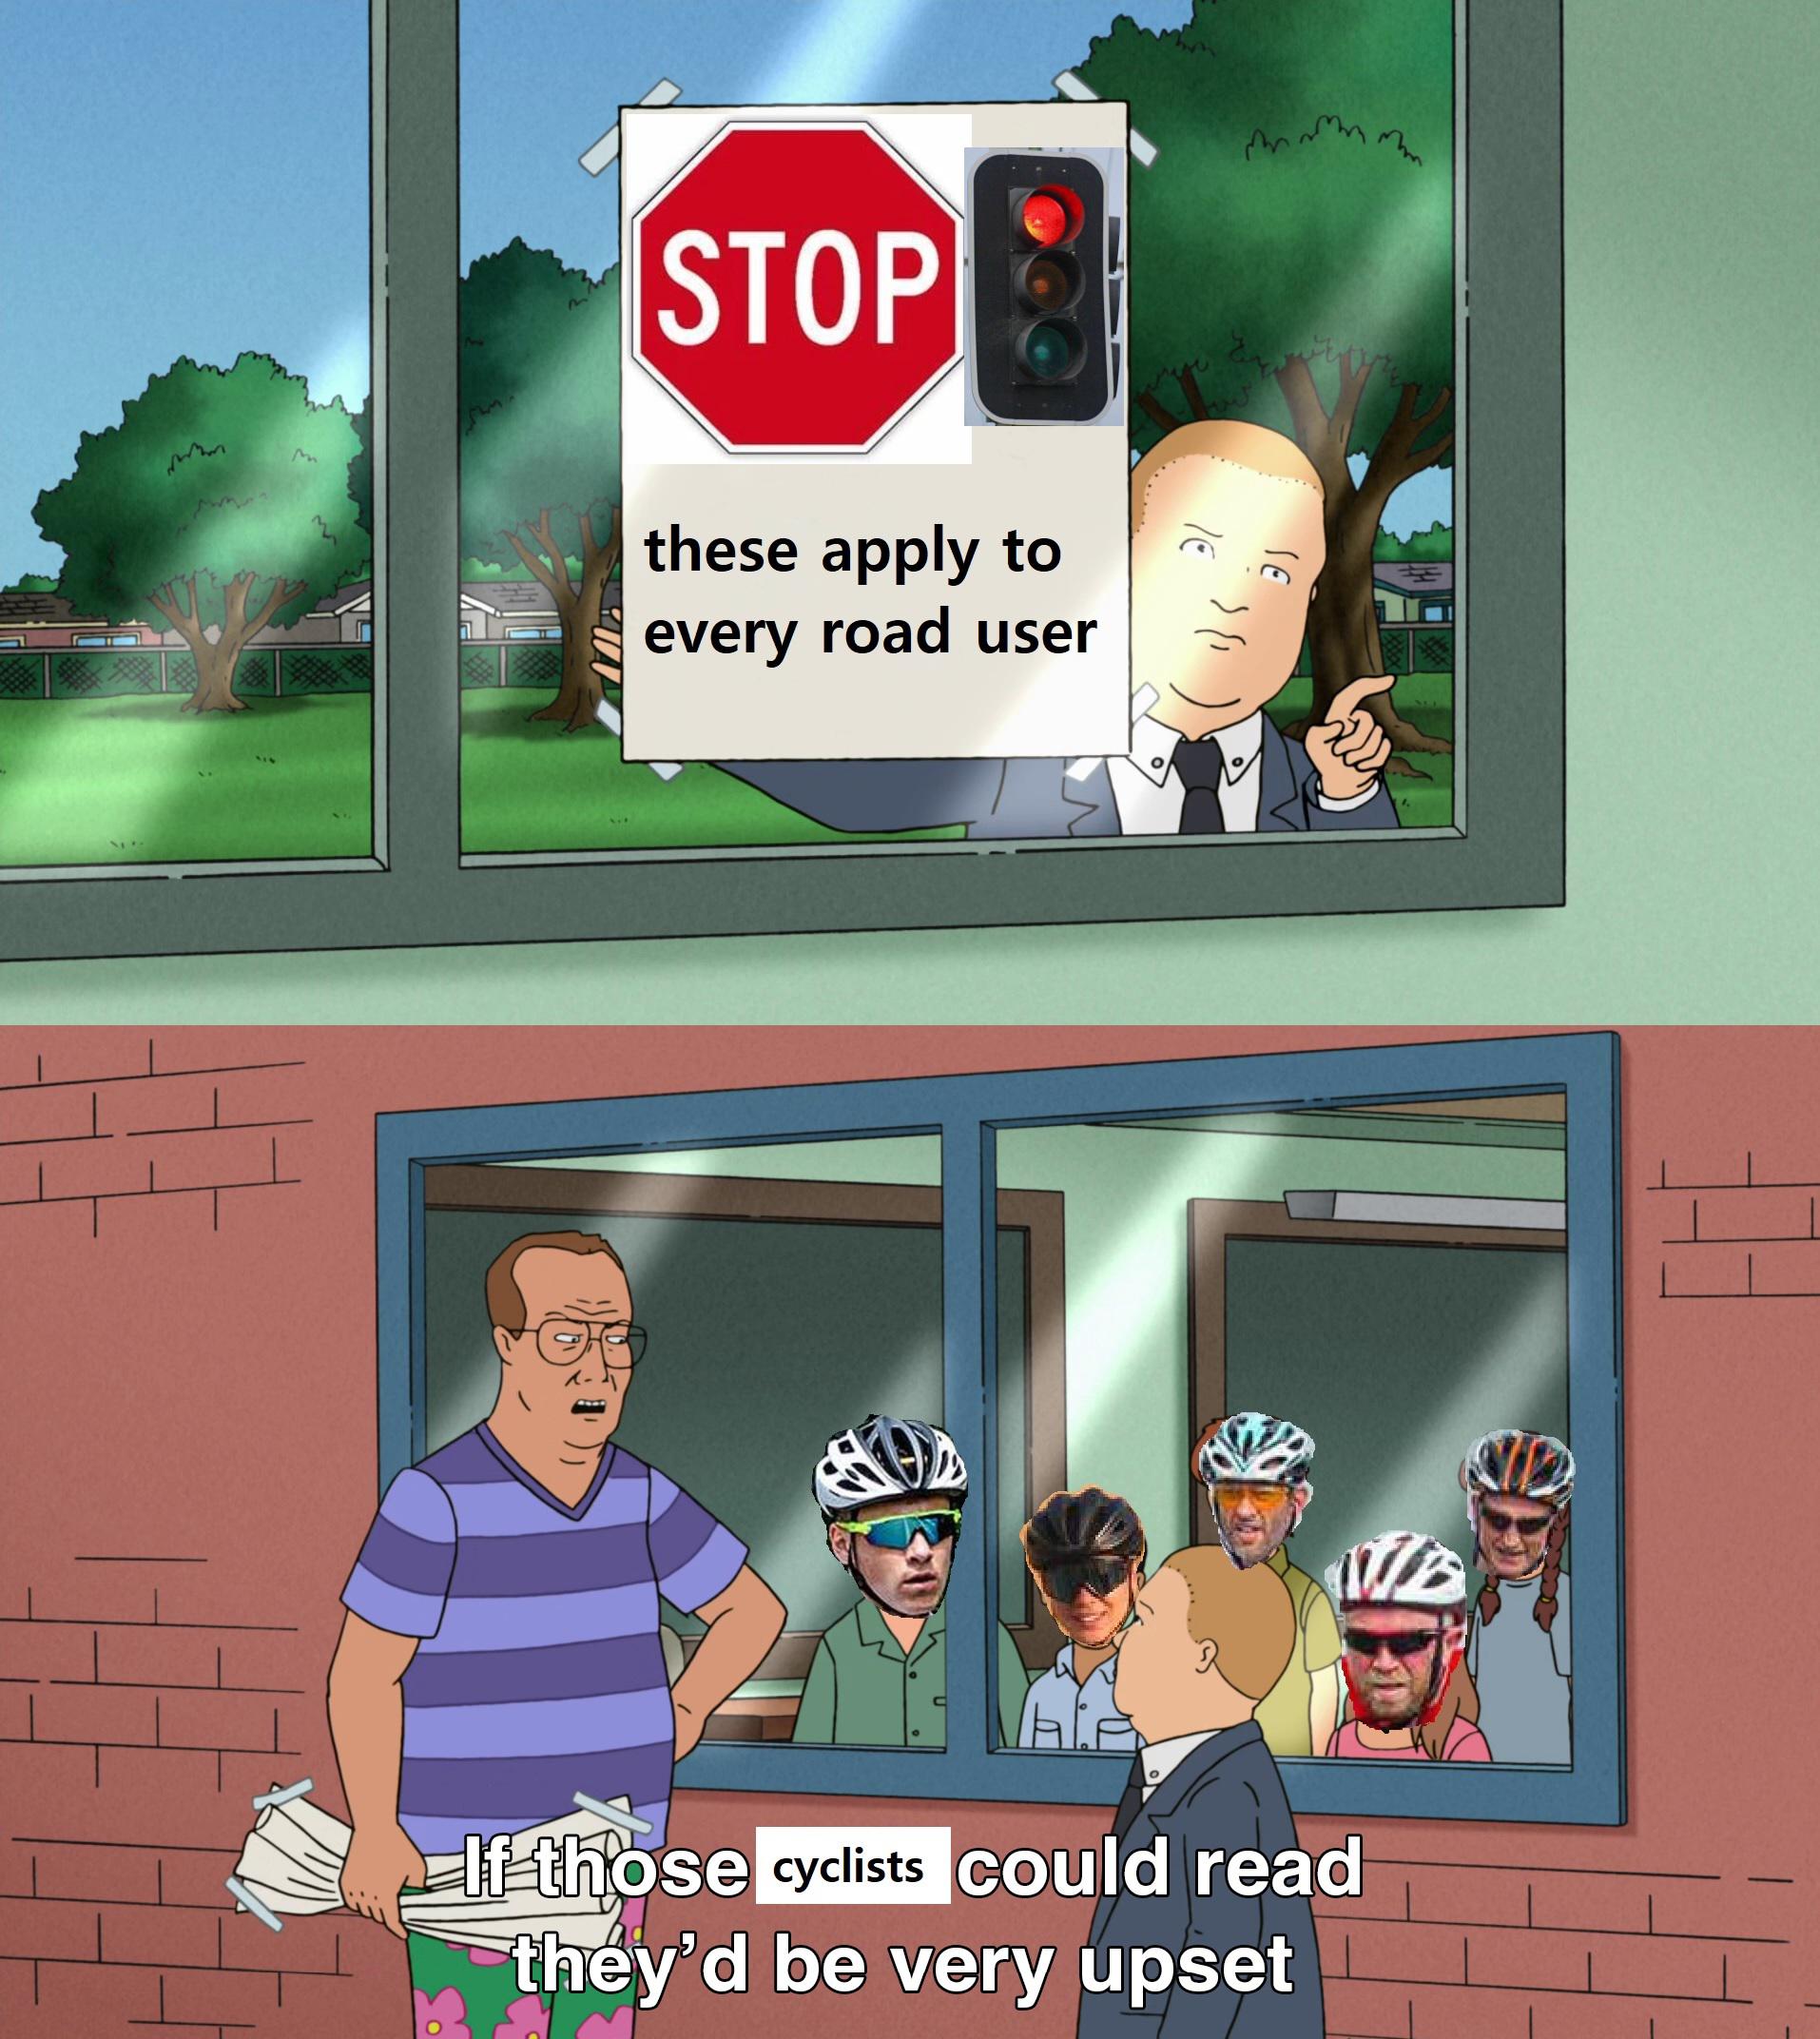 STOP
these apply to
every road user
If those cyclists could read
they'd be very upset